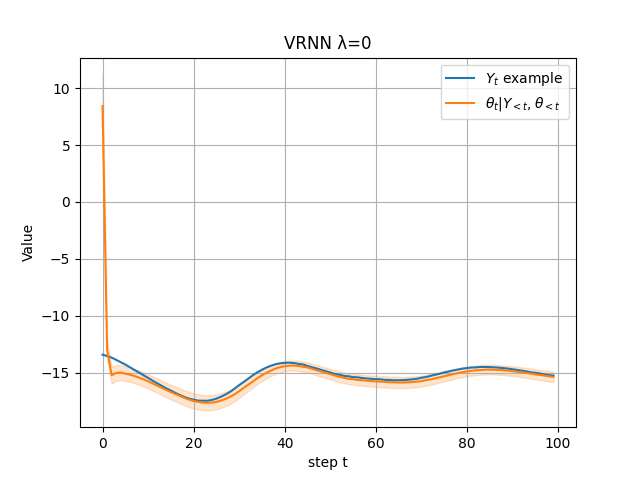 VRNN λ=0
Y_t example
θ_t|Y_{<t}, θ_{<t}
Value
10
5
0
−5
−10
−15
0
20
40
60
80
100
step t